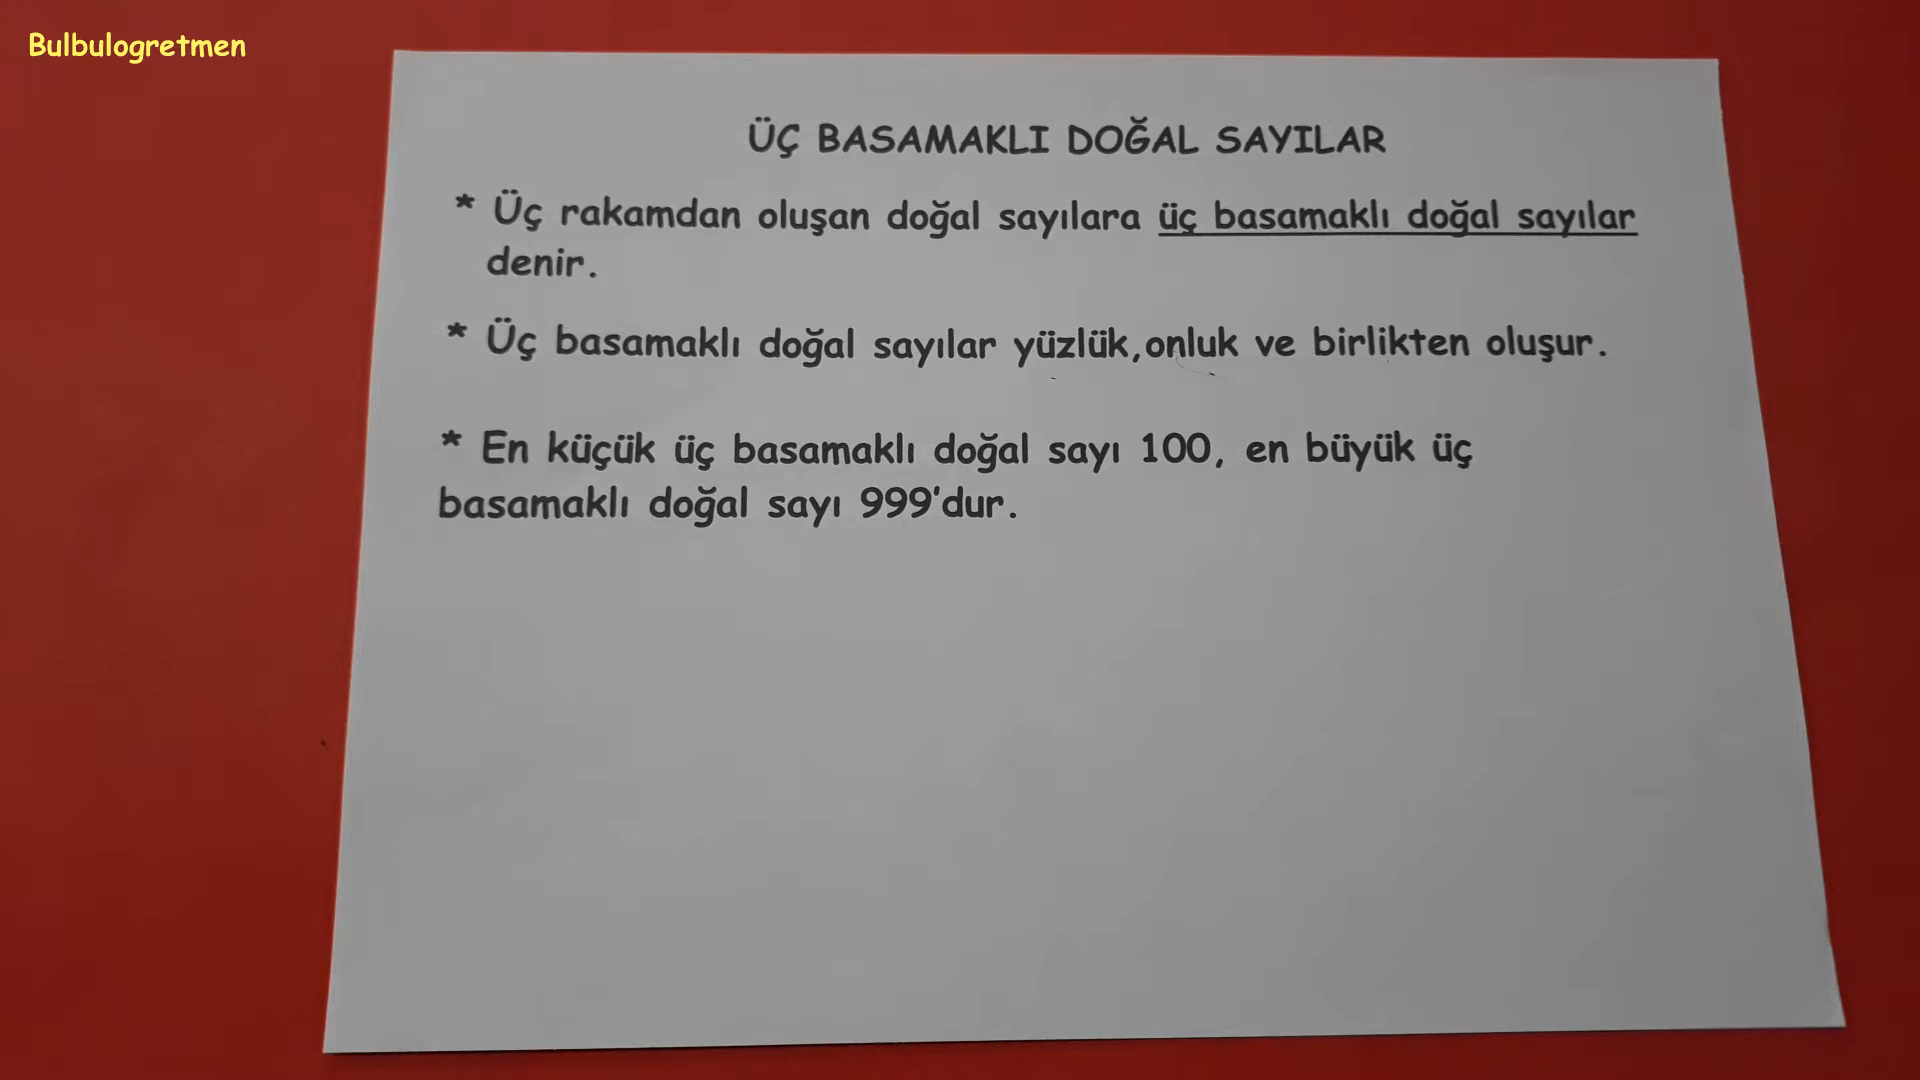 Bulbulogretmen
ÜÇ BASAMAKLI DOĞAL SAYILAR
* Üç rakamdan oluşan doğal sayılara üç basamaklı doğal sayılar
denir.
* Üç basamaklı doğal sayılar yüzlük,onluk ve birlikten oluşur.
* En küçük üç basamaklı doğal sayı 100, en büyük üç
basamaklı doğal sayı 999'dur.